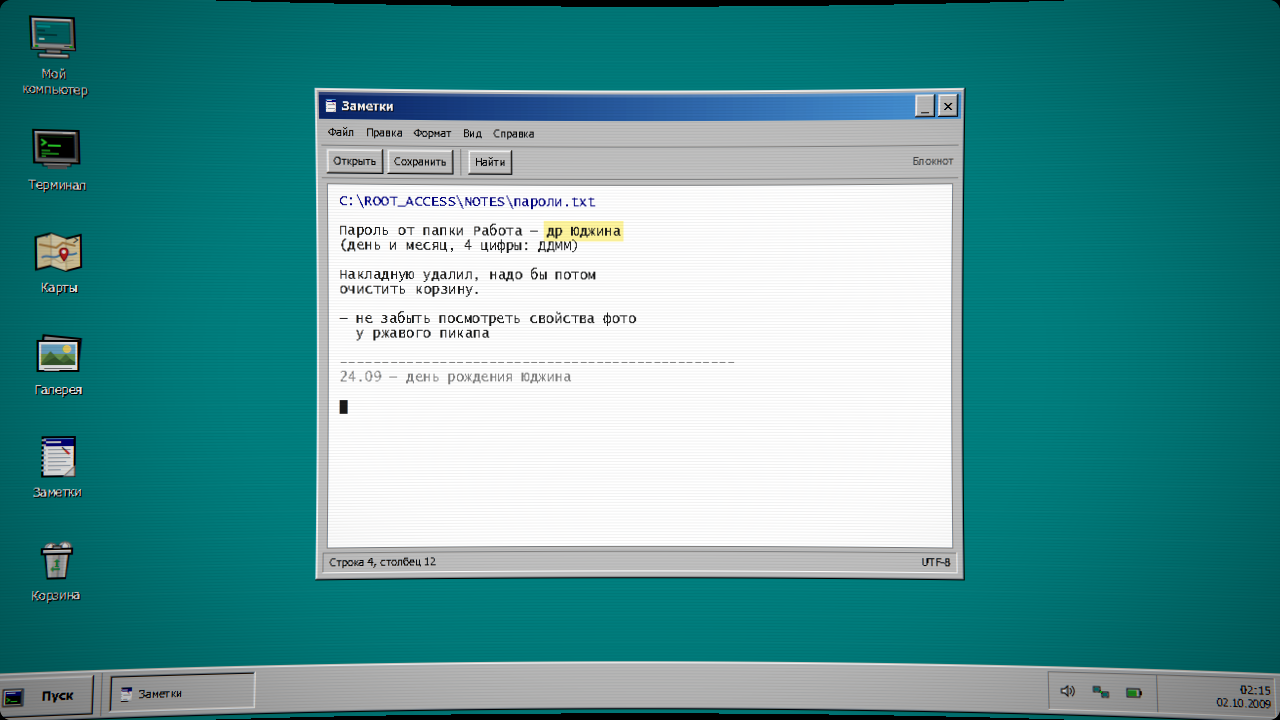 Мой
компьютер
Терминал
Карты
Галерея
Заметки
Корзина
Заметки
Файл Правка Формат Вид Справка
Открыть Сохранить Найти Блокнот
C:\ROOT_ACCESS\NOTES\пароли.txt
Пароль от папки Работа — др Юджина
(день и месяц, 4 цифры: ДДММ)
Накладную удалил, надо бы потом
очистить корзину.
— не забыть посмотреть свойства фото
у ржавого пикапа
------------------------------------------------
24.09 — день рождения Юджина
Строка 4, столбец 12 UTF-8
Пуск Заметки 02:15
02.10.2009